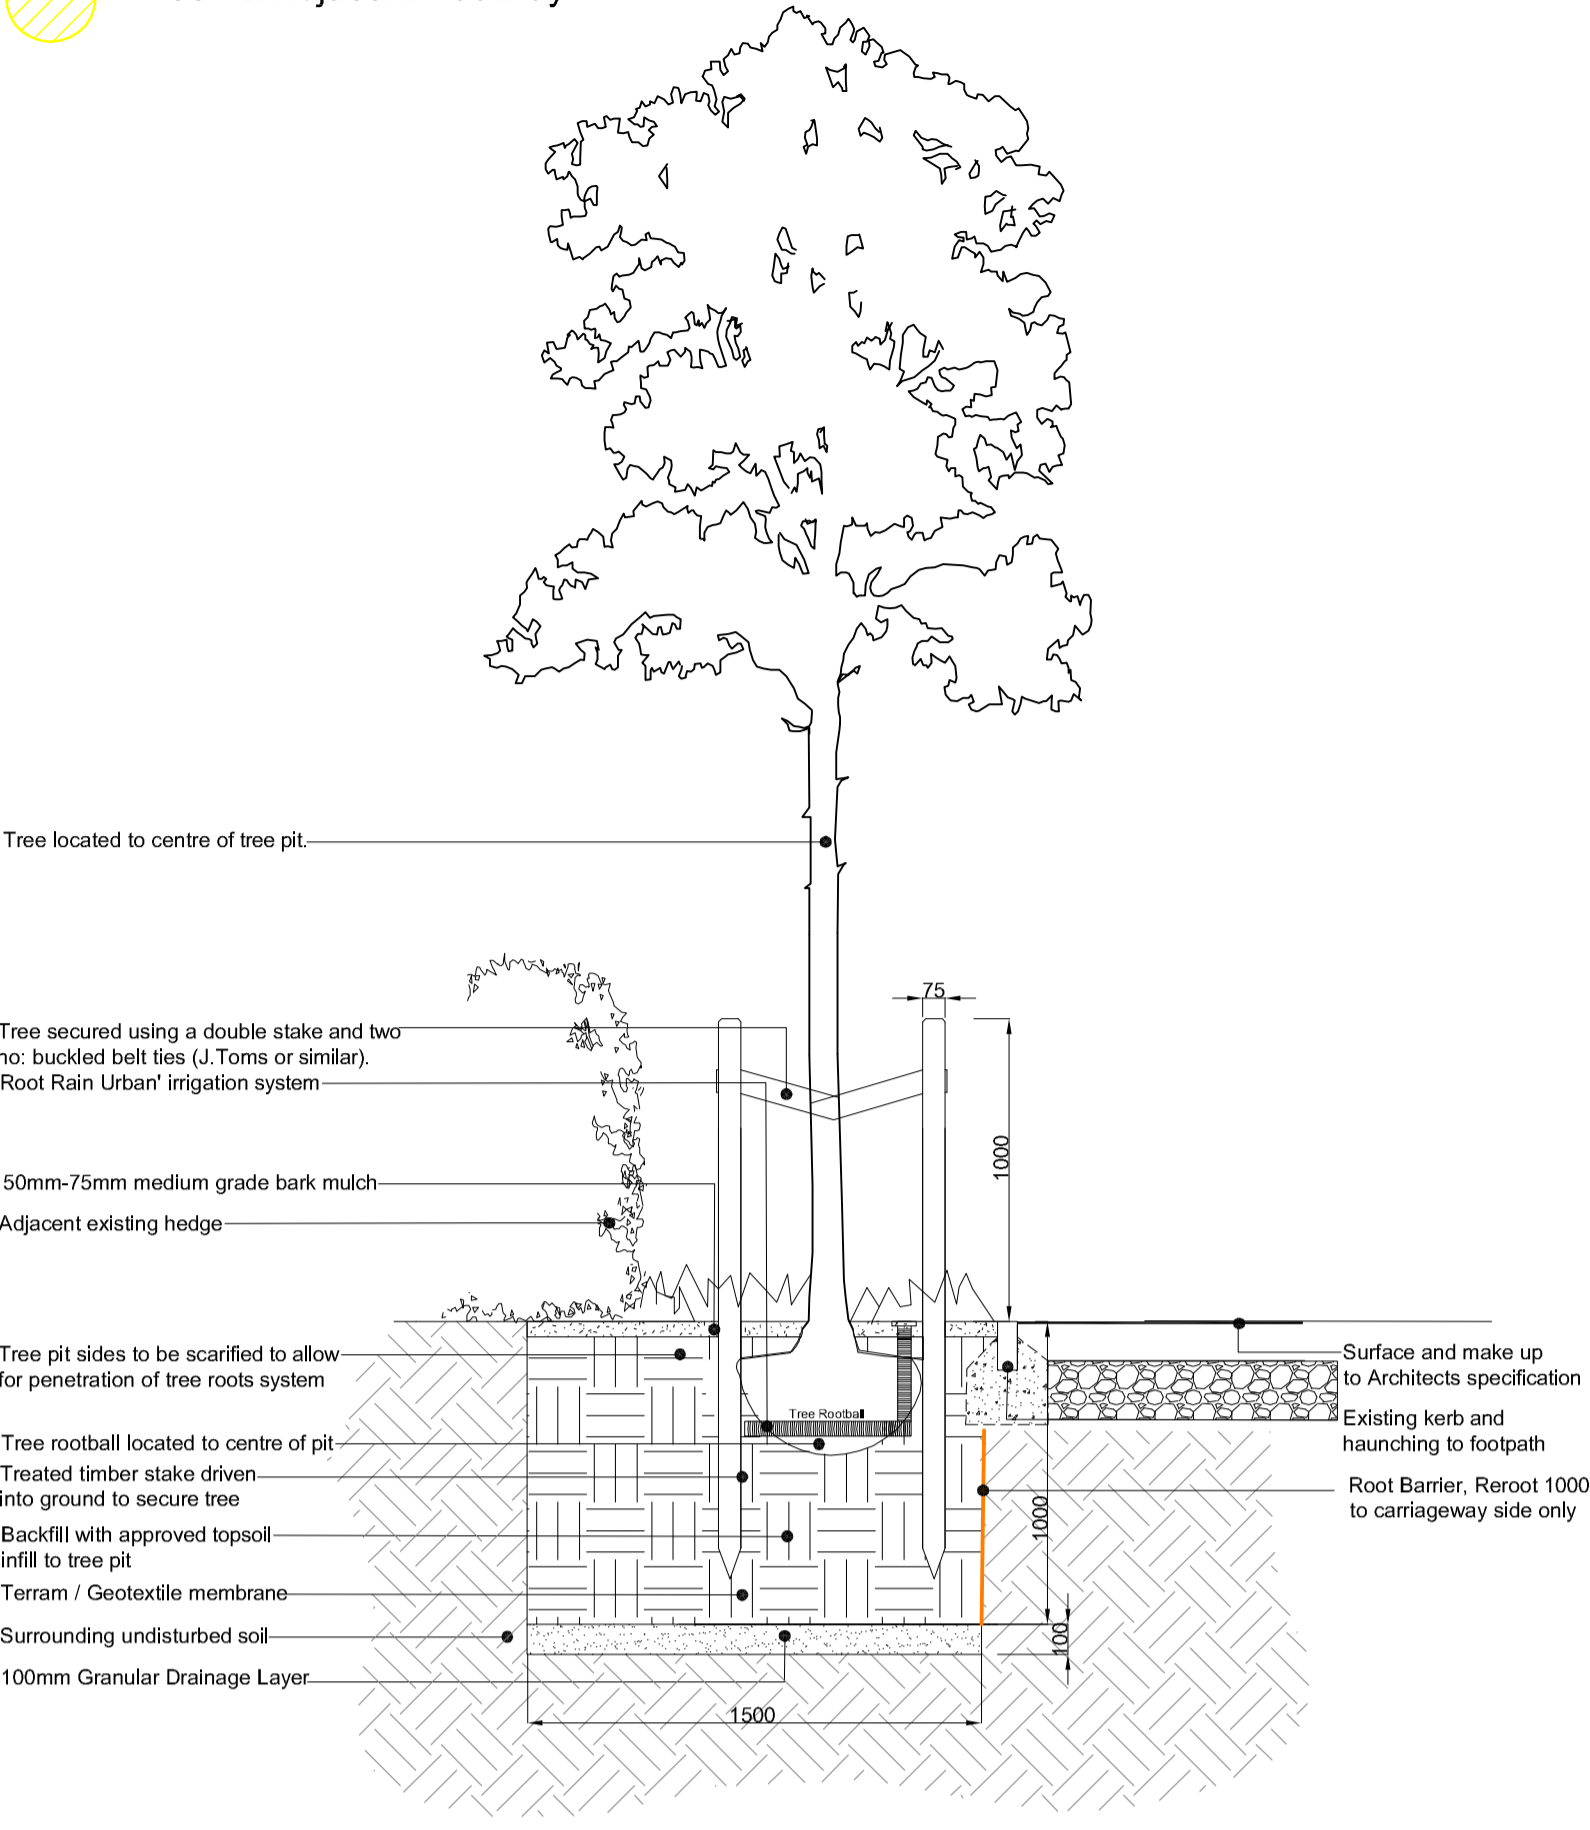 Tree located to centre of tree pit.
75
Tree secured using a double stake and two
no: buckled belt ties (J.Toms or similar).
Root Rain Urban' irrigation system
1000
50mm-75mm medium grade bark mulch
Adjacent existing hedge
Tree pit sides to be scarified to allow
for penetration of tree roots system
Surface and make up
to Architects specification
Tree Rootball
Existing kerb and
haunching to footpath
Tree rootball located to centre of pit
Treated timber stake driven
into ground to secure tree
Root Barrier, Reroot 1000
to carriageway side only
1000
Backfill with approved topsoil
infill to tree pit
Terram / Geotextile membrane
Surrounding undisturbed soil
100
100mm Granular Drainage Layer
1500